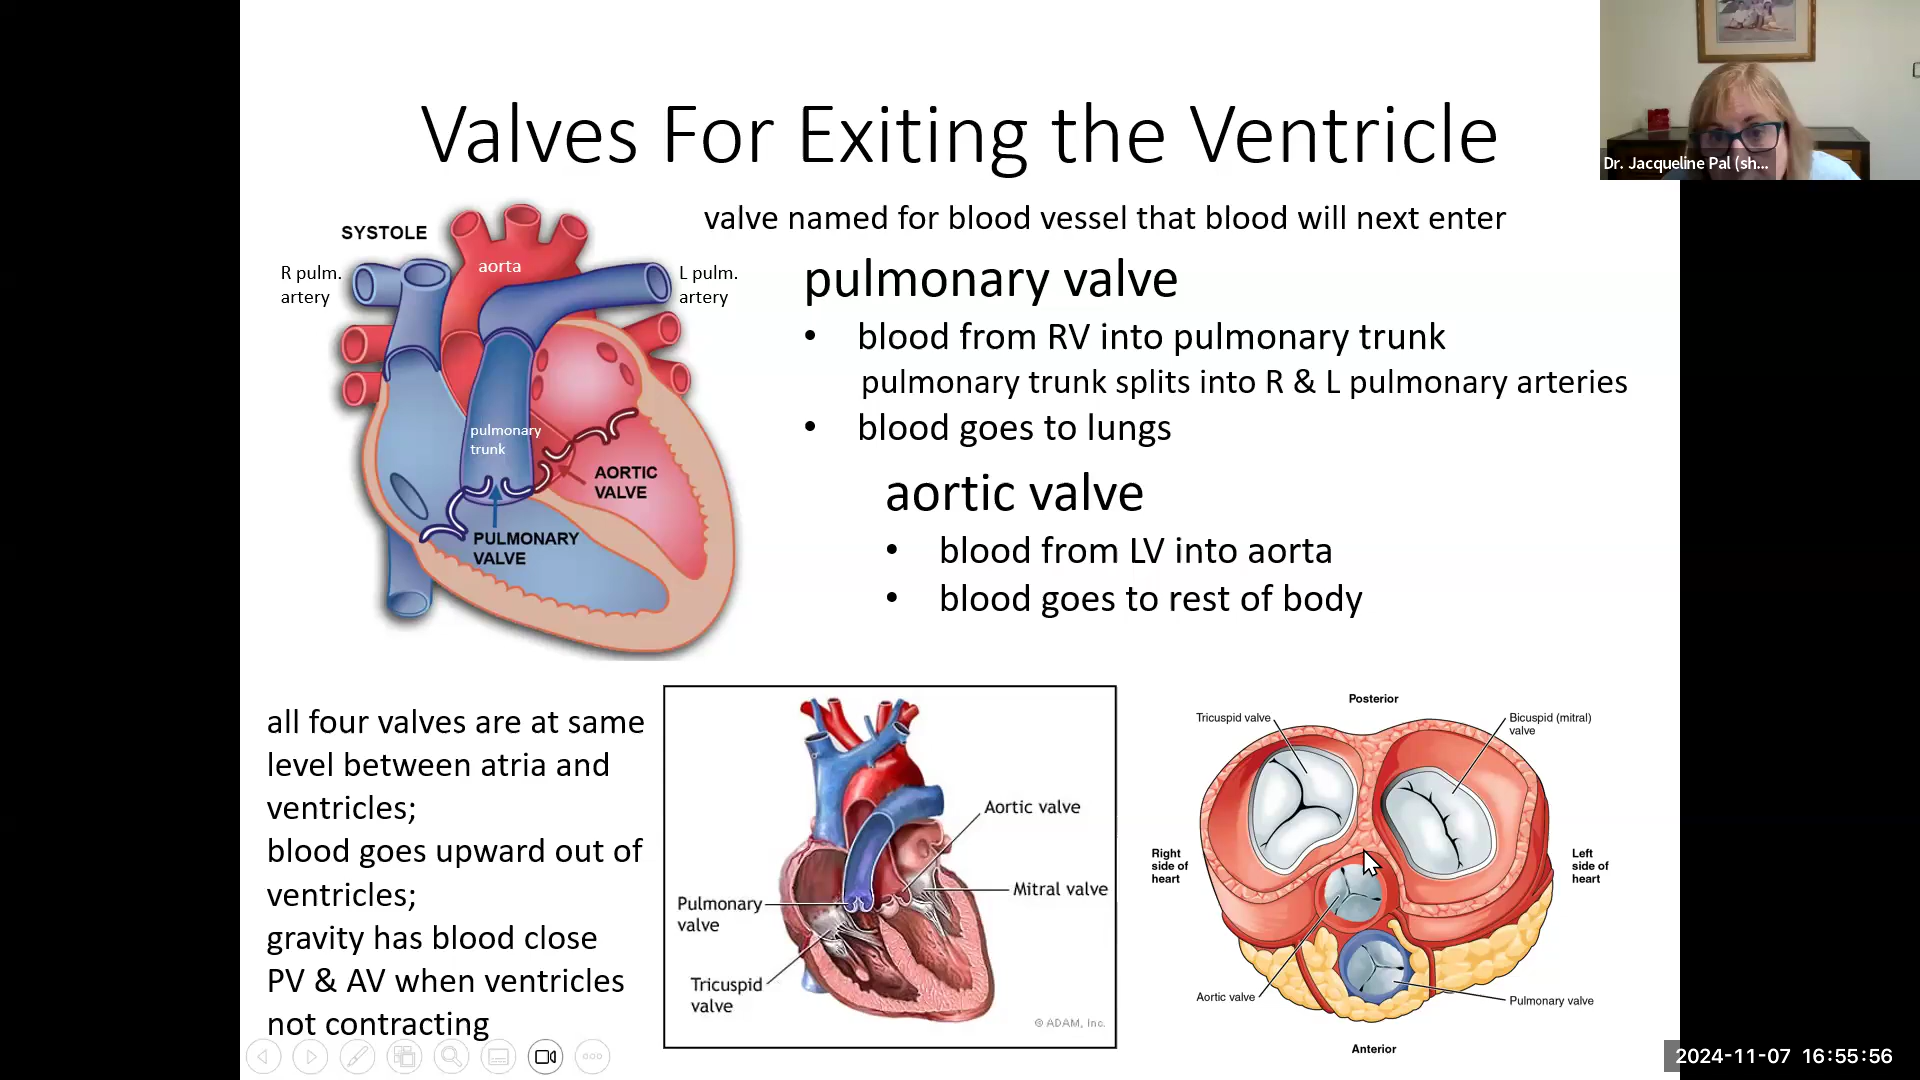 Valves For Exiting the Ventricle
Dr. Jacqueline Pal (sh...
valve named for blood vessel that blood will next enter
SYSTOLE
R pulm.
artery
aorta
L pulm.
artery
pulmonary
trunk
AORTIC
VALVE
PULMONARY
VALVE
pulmonary valve
• blood from RV into pulmonary trunk
pulmonary trunk splits into R & L pulmonary arteries
• blood goes to lungs
aortic valve
• blood from LV into aorta
• blood goes to rest of body
all four valves are at same
level between atria and
ventricles;
blood goes upward out of
ventricles;
gravity has blood close
PV & AV when ventricles
not contracting
Aortic valve
Mitral valve
Pulmonary
valve
Tricuspid
valve
© ADAM, Inc.
Posterior
Tricuspid valve
Bicuspid (mitral)
valve
Right
side of
heart
Left
side of
heart
Aortic valve
Pulmonary valve
Anterior
2024-11-07 16:55:56